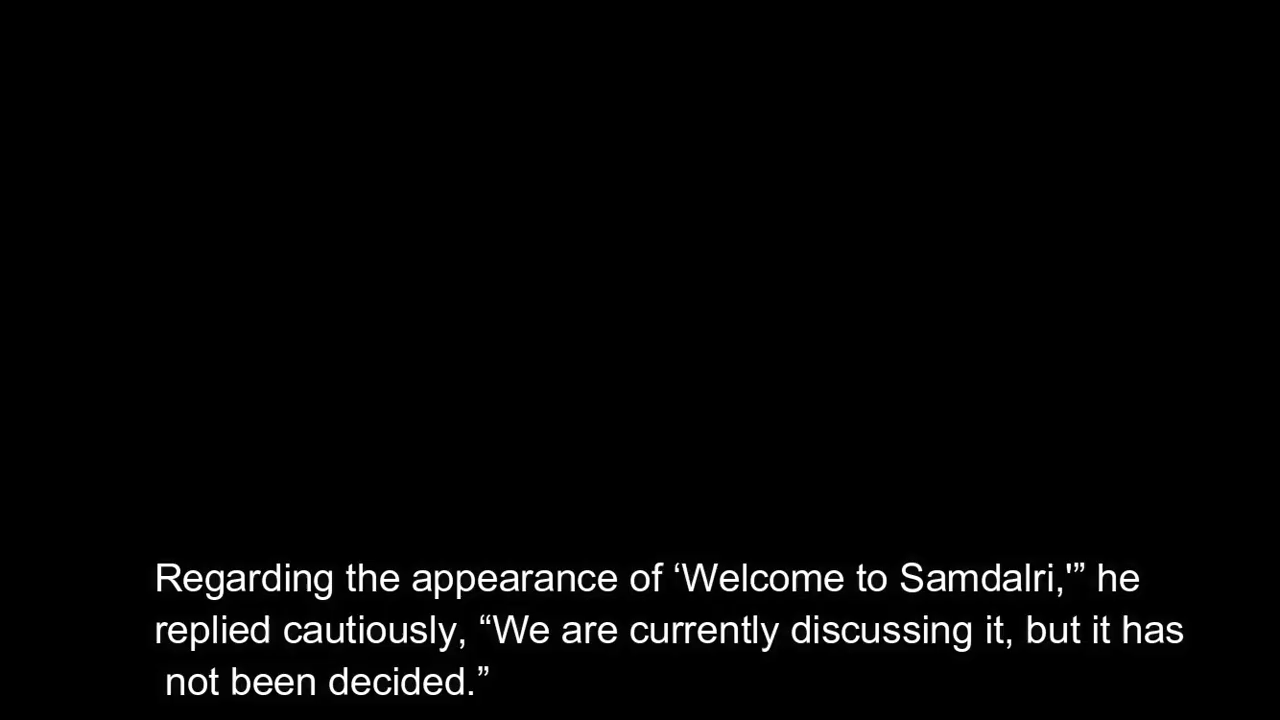 Regarding the appearance of ‘Welcome to Samdalri,'” he
replied cautiously, “We are currently discussing it, but it has
not been decided.”